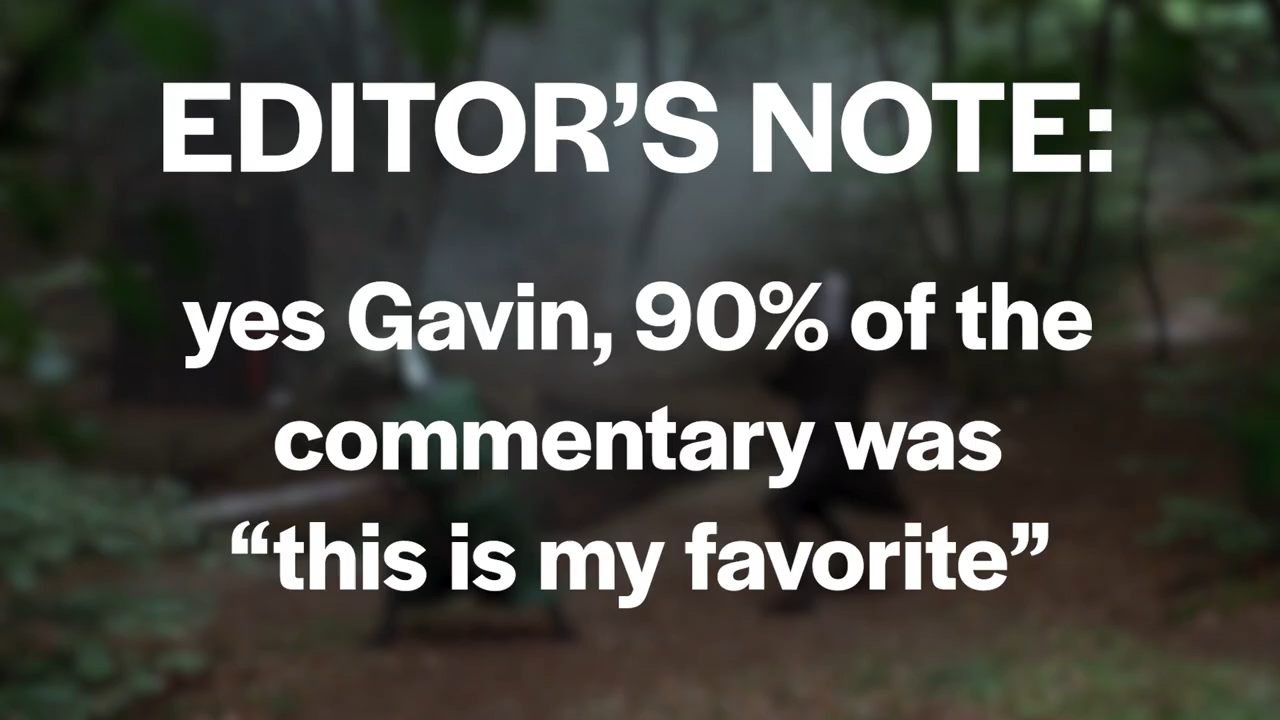 EDITOR’S NOTE:
yes Gavin, 90% of the
commentary was
“this is my favorite”